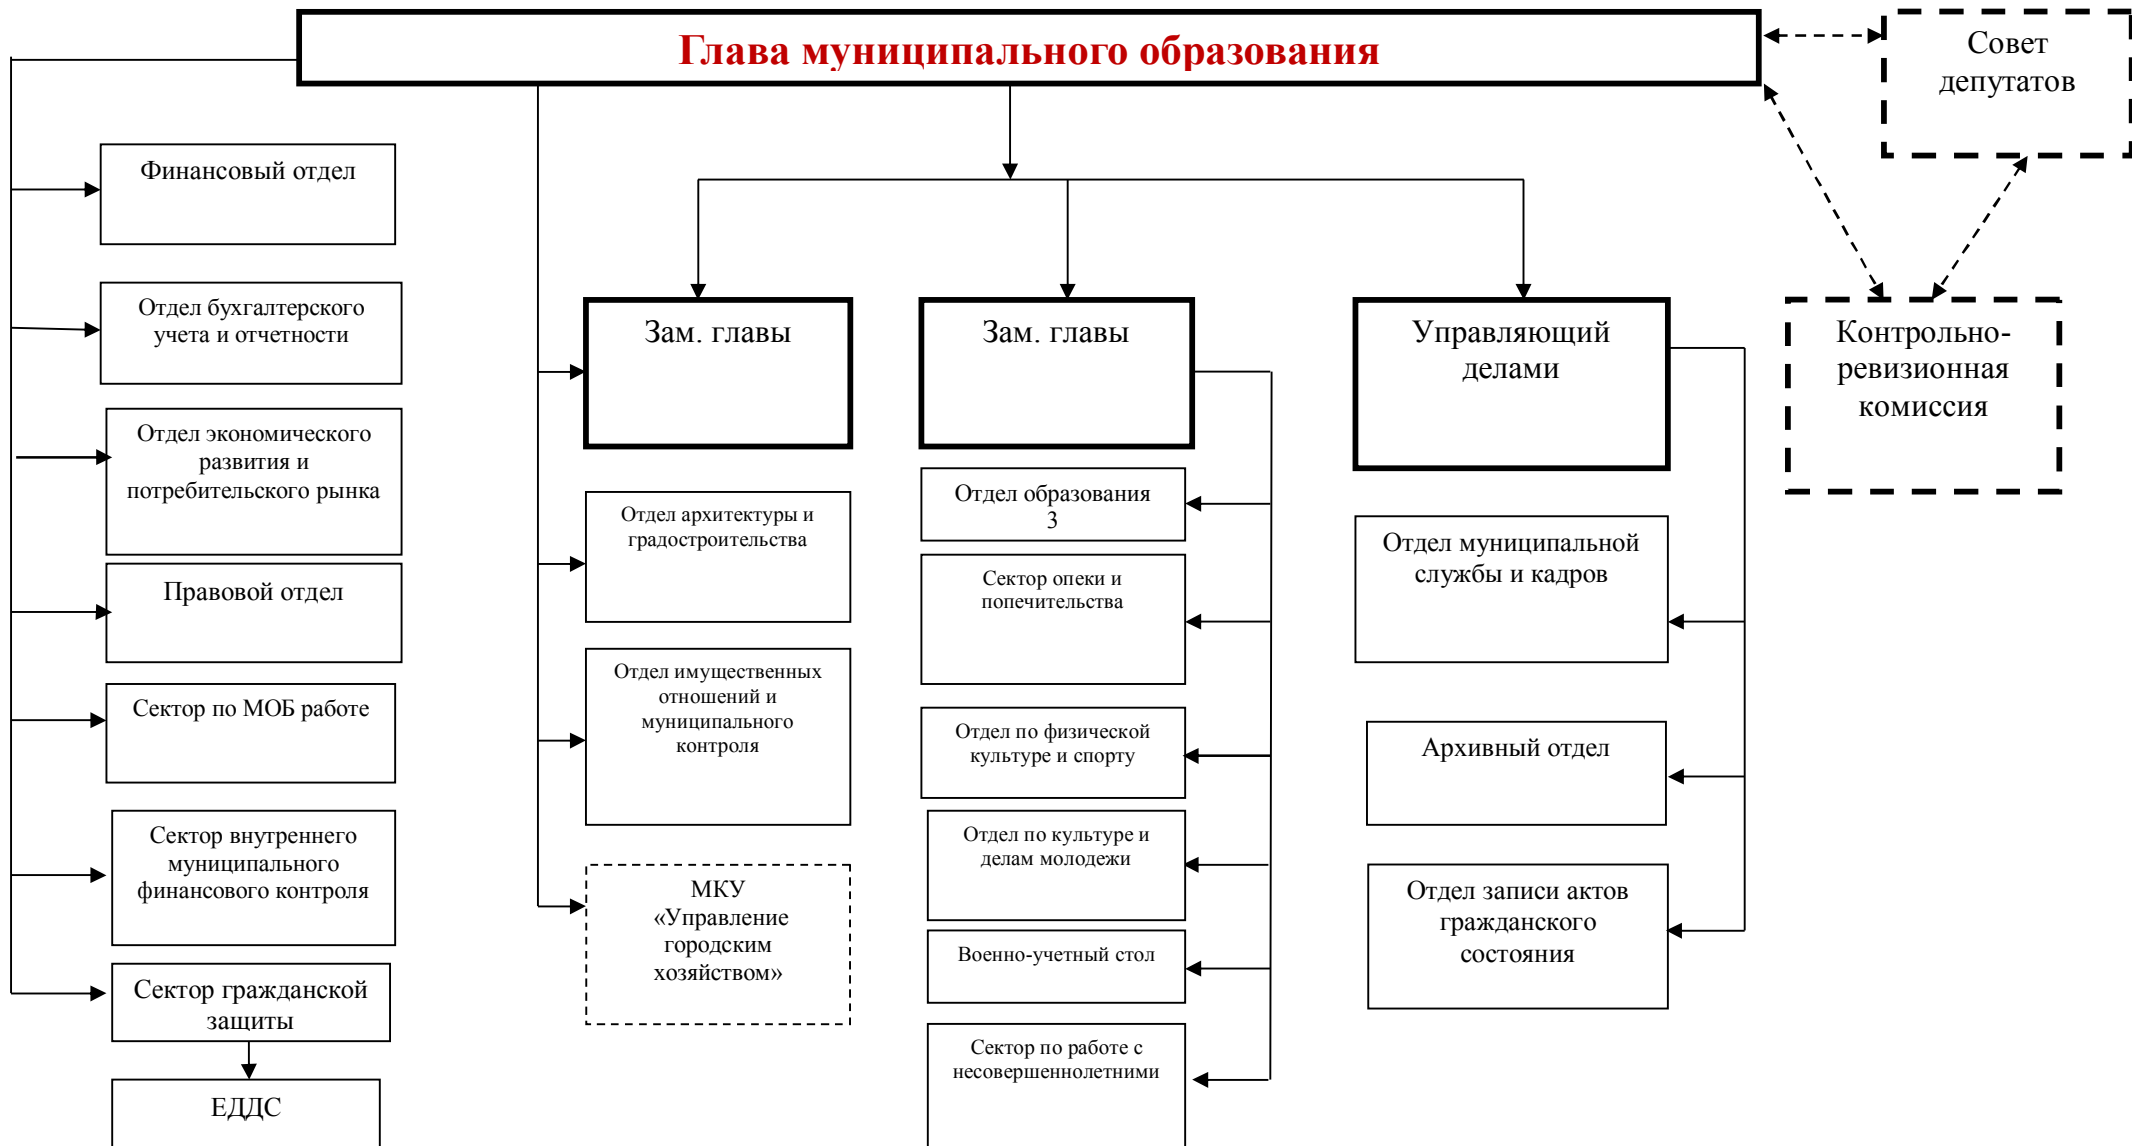 Глава муниципального образования
Совет
депутатов
Финансовый отдел
Отдел бухгалтерского
учета и отчетности
Отдел экономического
развития и
потребительского рынка
Правовой отдел
Сектор по МОБ работе
Сектор внутреннего
муниципального
финансового контроля
Сектор гражданской
защиты
ЕДДС
Зам. главы
Отдел архитектуры и
градостроительства
Отдел имущественных
отношений и
муниципального
контроля
МКУ
«Управление
городским
хозяйством»
Зам. главы
Отдел образования
3
Сектор опеки и
попечительства
Отдел по физической
культуре и спорту
Отдел по культуре и
делам молодежи
Военно-учетный стол
Сектор по работе с
несовершеннолетними
Управляющий
делами
Отдел муниципальной
службы и кадров
Архивный отдел
Отдел записи актов
гражданского
состояния
Контрольно-
ревизионная
комиссия